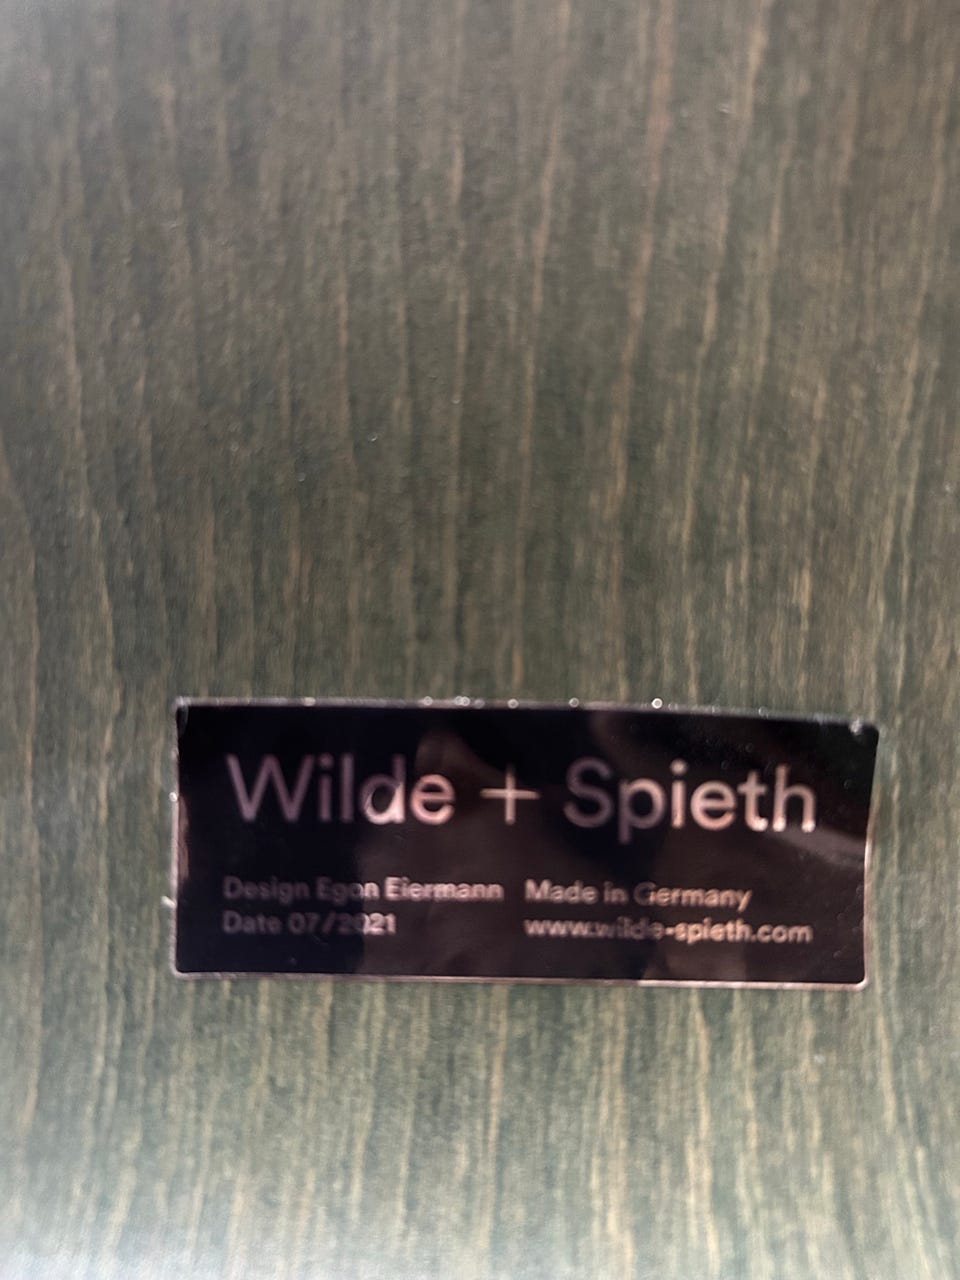 Wilde + Spieth
Design Egon Eiermann
Date 07/2021
Made in Germany
www.wilde-spieth.com